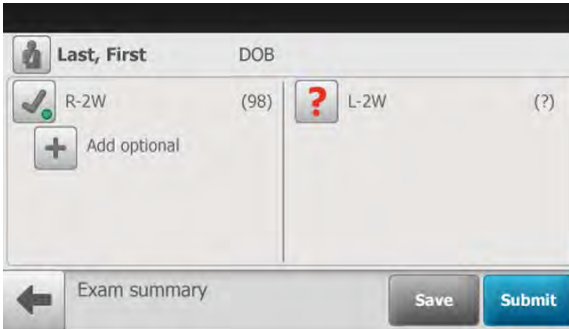 Last, First DOB
R-2W (98)
Add optional
? L-2W (?)
Exam summary
Save
Submit